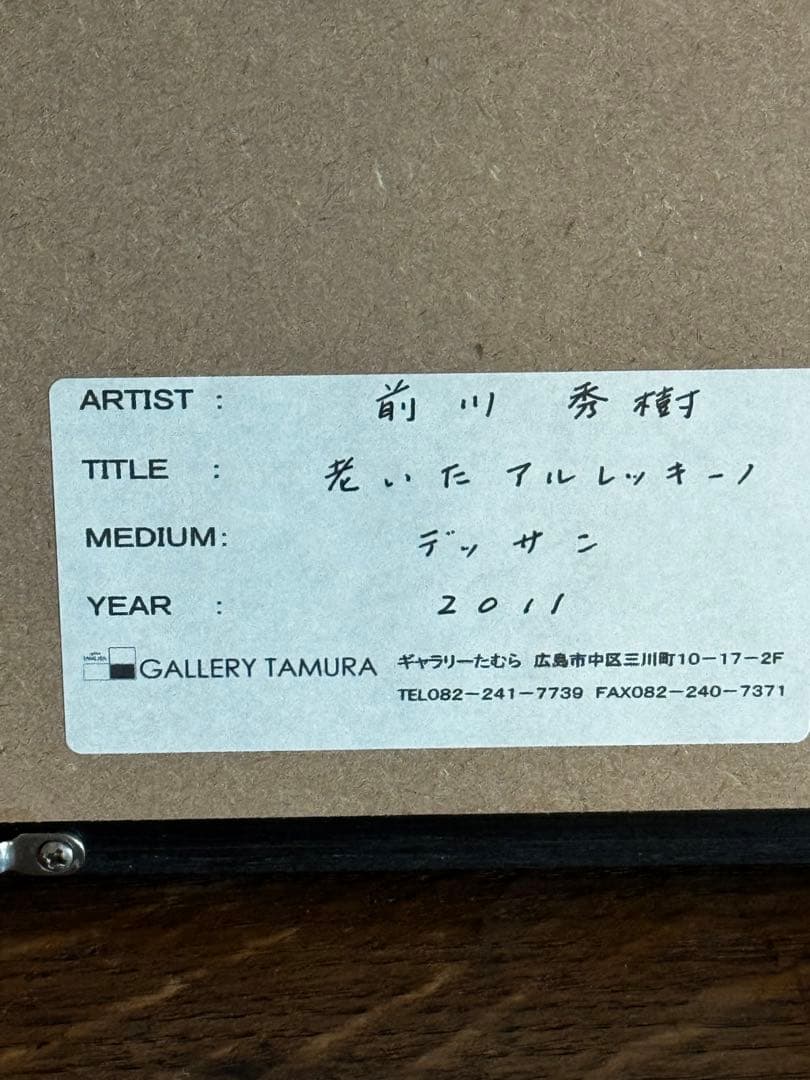 ARTIST : 前川 秀樹
TITLE : 老いたアルレッキーノ
MEDIUM: デッサン
YEAR : 2011
GALLERY TAMURA ギャラリーたむら 広島市中区三川町10-17-2F
TEL082-241-7739 FAX082-240-7371